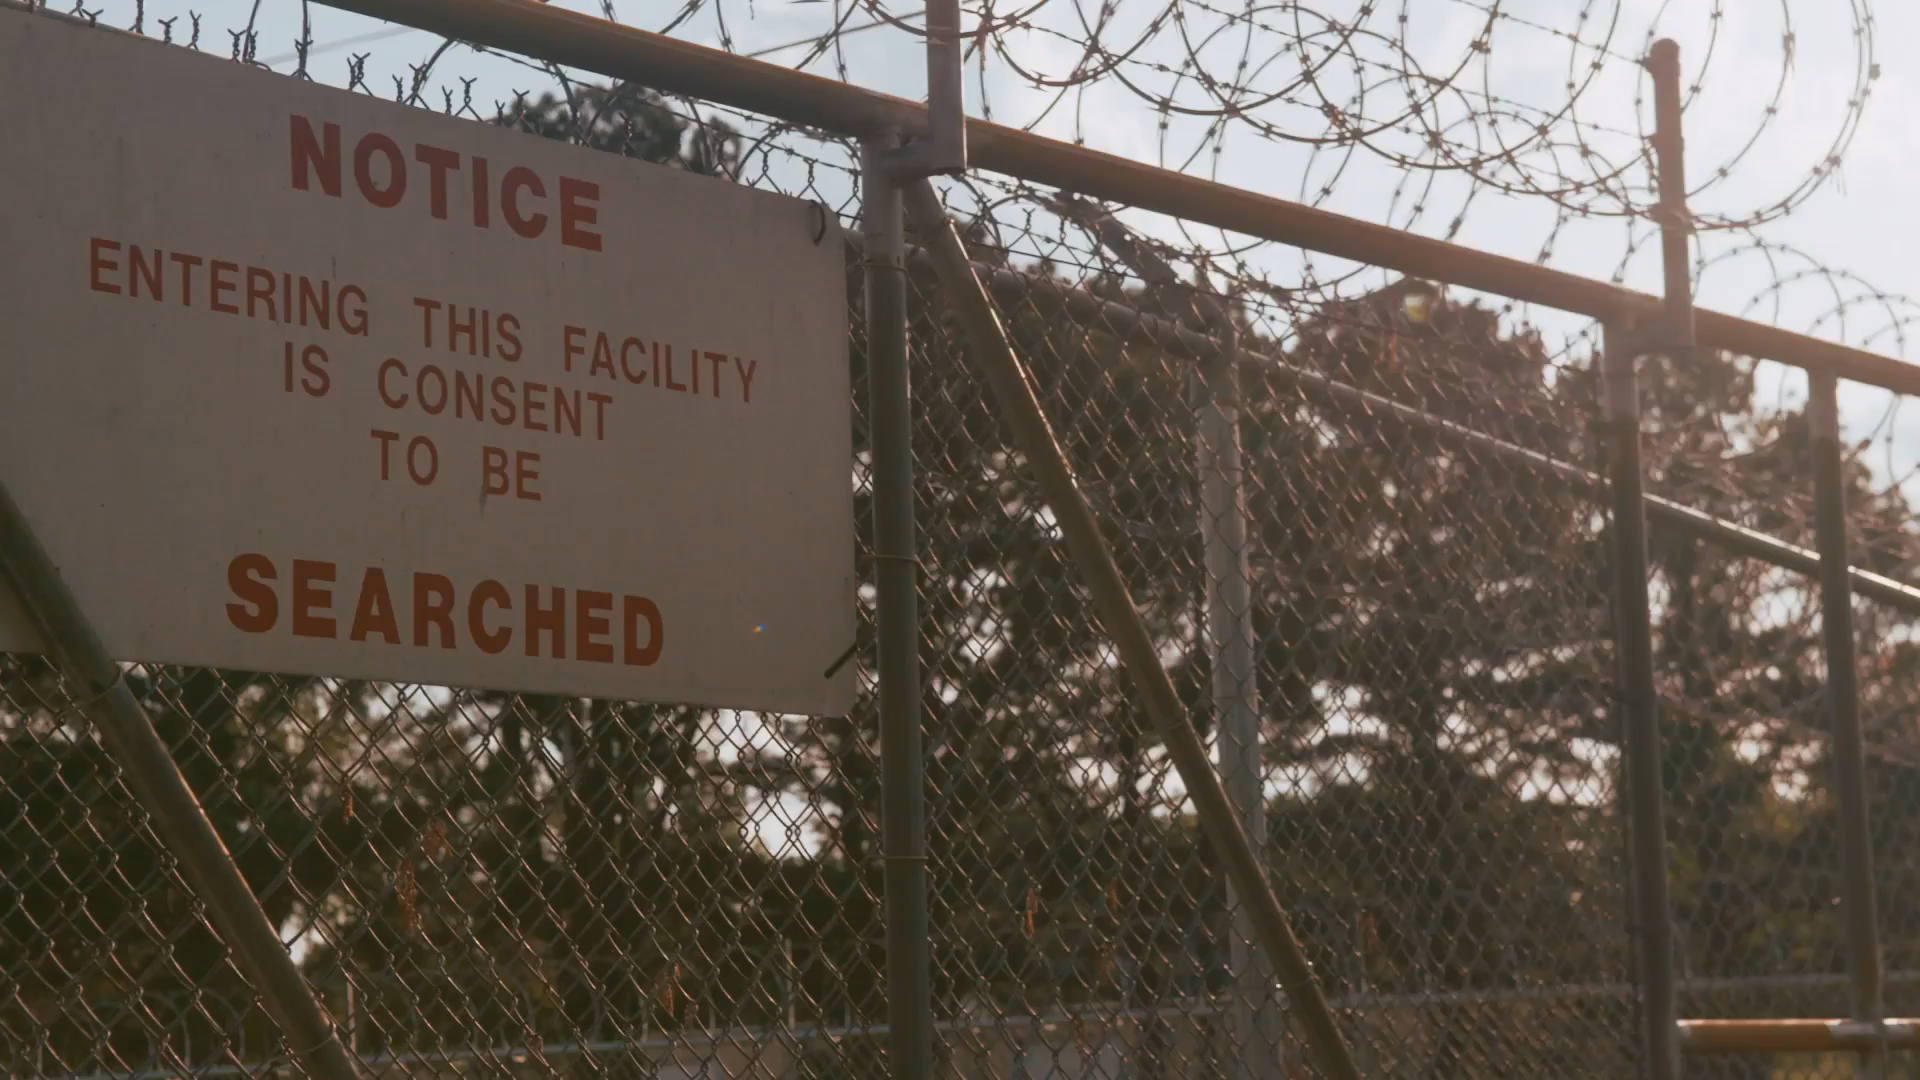 NOTICE
ENTERING THIS FACILITY
IS CONSENT
TO BE
SEARCHED